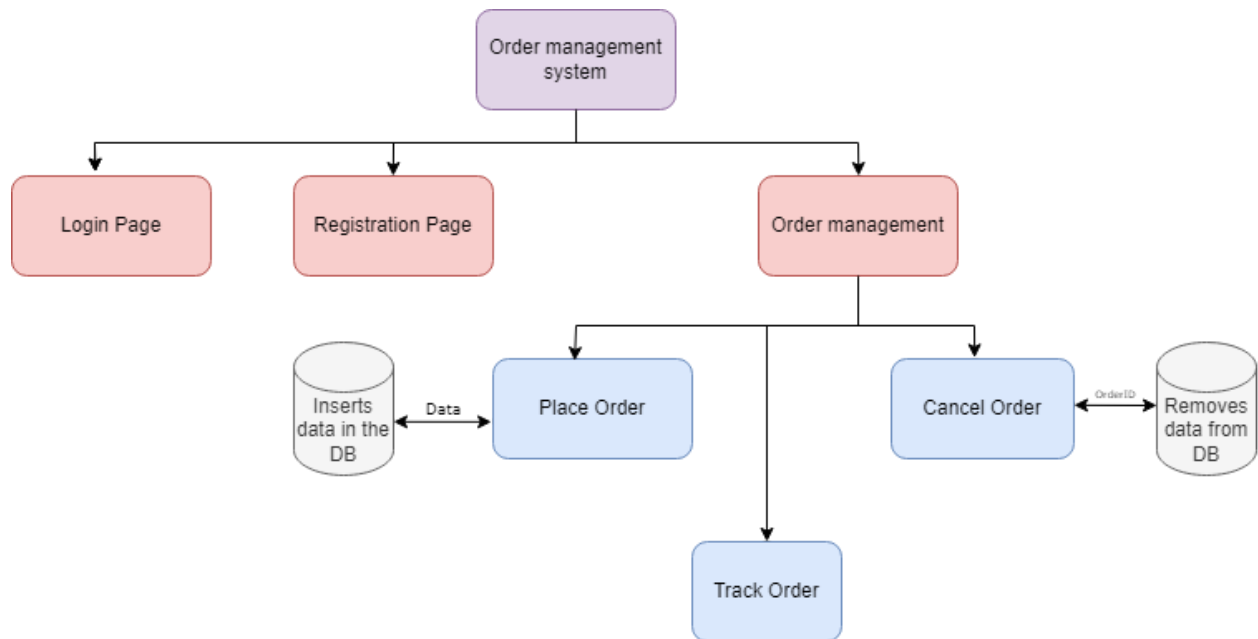 Order management
system
Login Page
Registration Page
Order management
Inserts
data in the
DB
Data
Place Order
Cancel Order
OrderID
Removes
data from
DB
Track Order